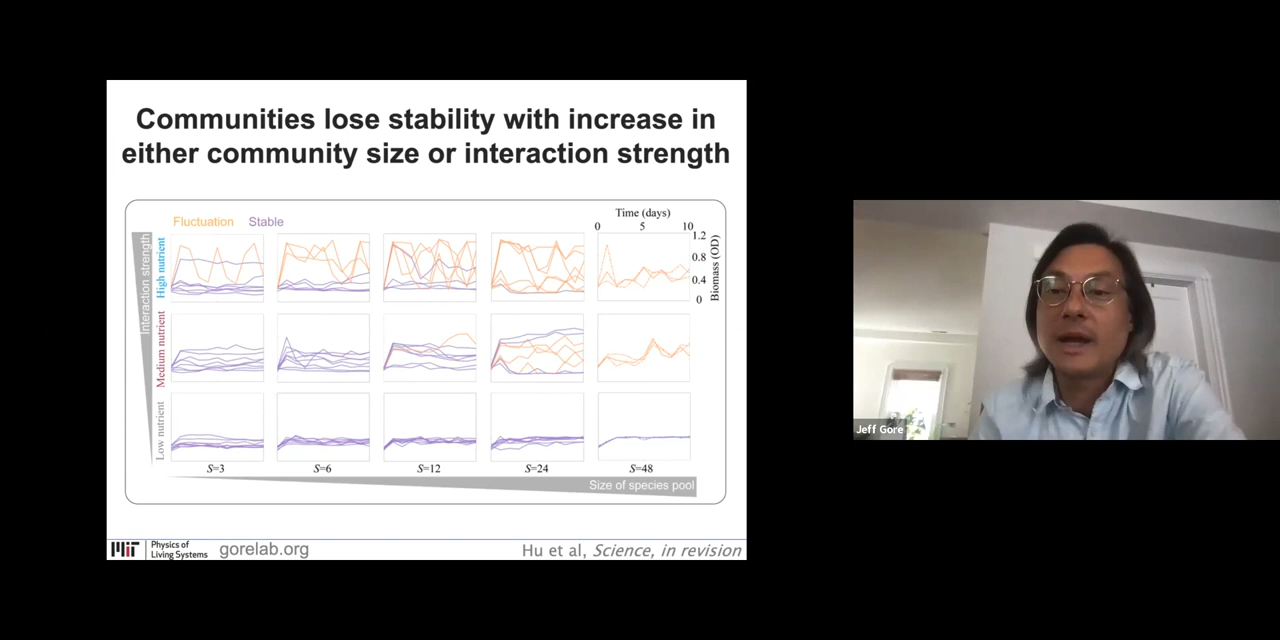 Communities lose stability with increase in
either community size or interaction strength
Fluctuation Stable
Time (days)
0 5 10
Interaction strength
High nutrient
1.2
0.8
0.4
0
Biomass (OD)
Medium nutrient
Low nutrient
S=3 S=6 S=12 S=24 S=48
Size of species pool
MIT Physics of
Living Systems
gorelab.org
Hu et al, Science, in revision
Jeff Gore